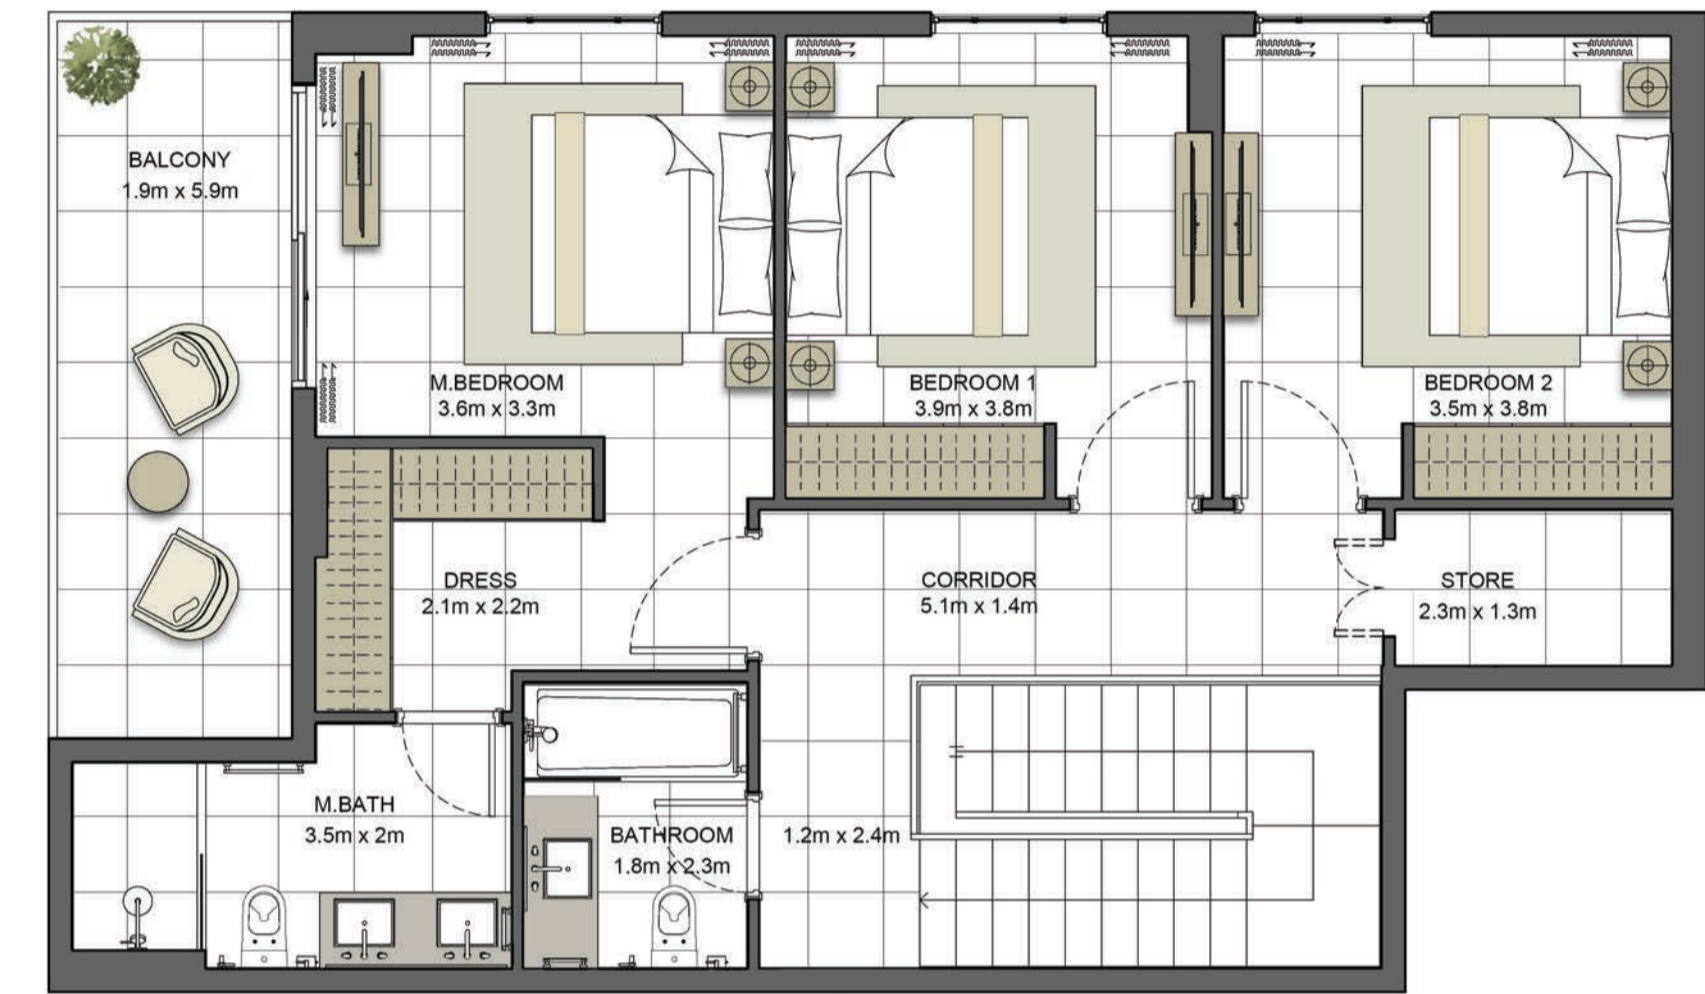 BALCONY
1.9m x 5.9m
M.BEDROOM
3.6m x 3.3m
BEDROOM 1
3.9m x 3.8m
BEDROOM 2
3.5m x 3.8m
DRESS
2.1m x 2.2m
CORRIDOR
5.1m x 1.4m
STORE
2.3m x 1.3m
M.BATH
3.5m x 2m
BATHROOM
1.8m x 2.3m
1.2m x 2.4m